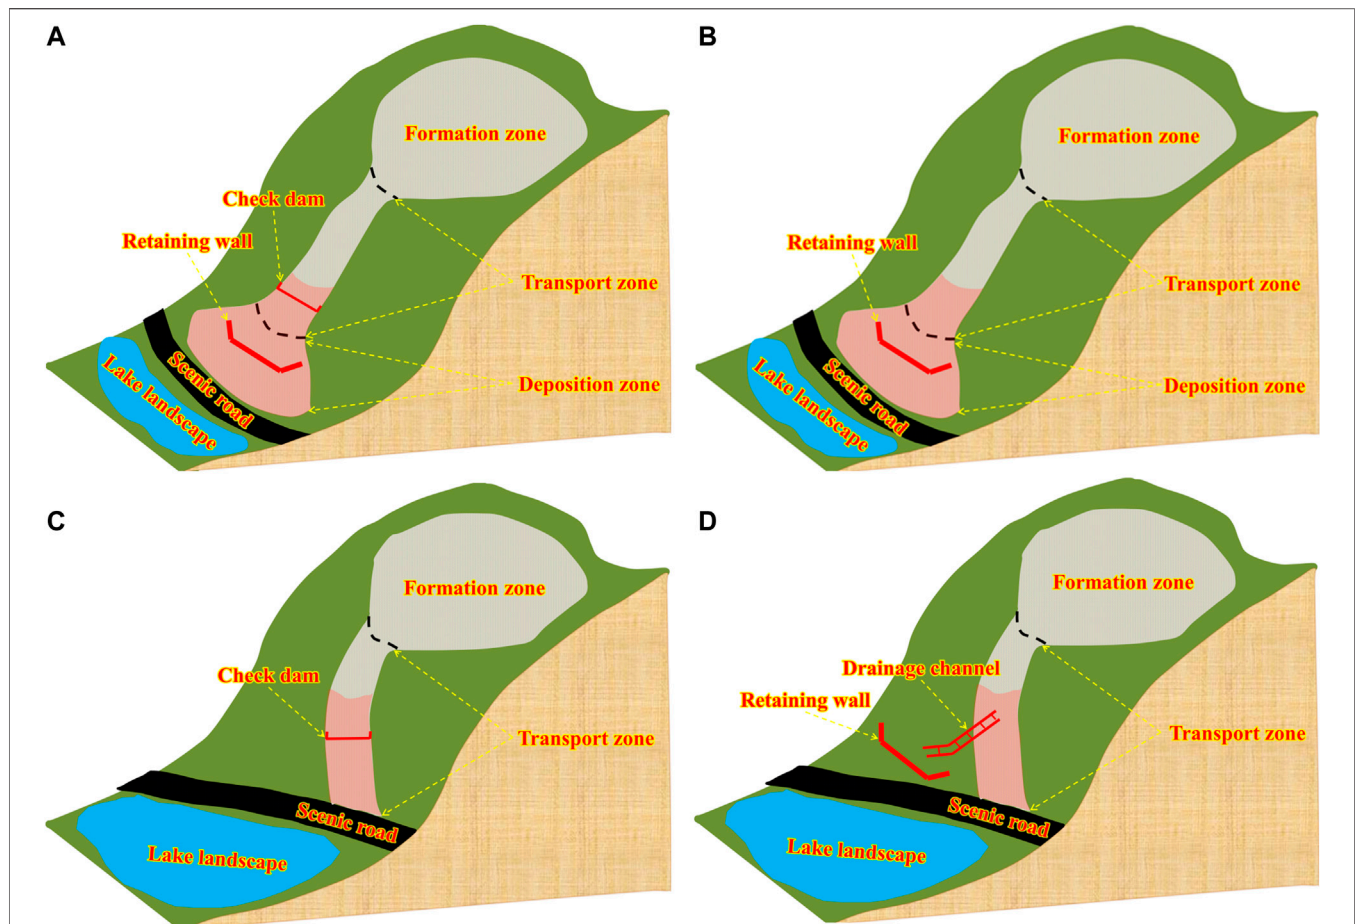 A
Formation zone
Check dam
Retaining wall
Transport zone
Deposition zone
Scenic road
Lake landscape
B
Formation zone
Retaining wall
Transport zone
Deposition zone
Scenic road
Lake landscape
C
Formation zone
Check dam
Transport zone
Scenic road
Lake landscape
D
Formation zone
Drainage channel
Retaining wall
Transport zone
Scenic road
Lake landscape